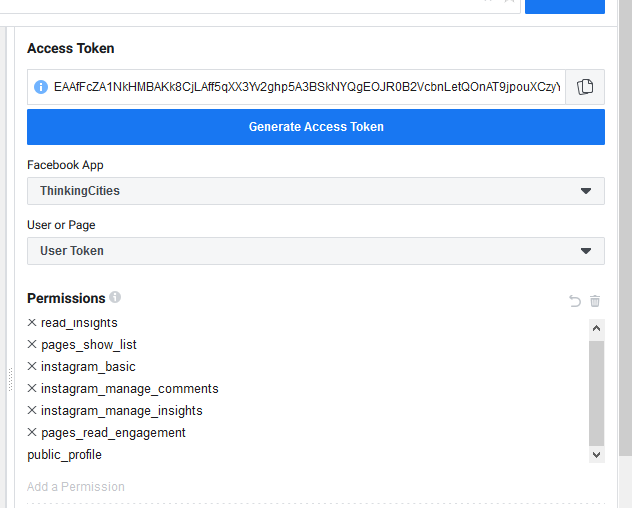 Access Token
EAAfFcZA1NkHMBAKk8CjLAff5qXX3Yv2ghp5A3BSkNYQgEOJR0B2VcbnLetQOnAT9jpouXCzyY
Generate Access Token
Facebook App
ThinkingCities
User or Page
User Token
Permissions
read_insights
pages_show_list
instagram_basic
instagram_manage_comments
instagram_manage_insights
pages_read_engagement
public_profile
Add a Permission